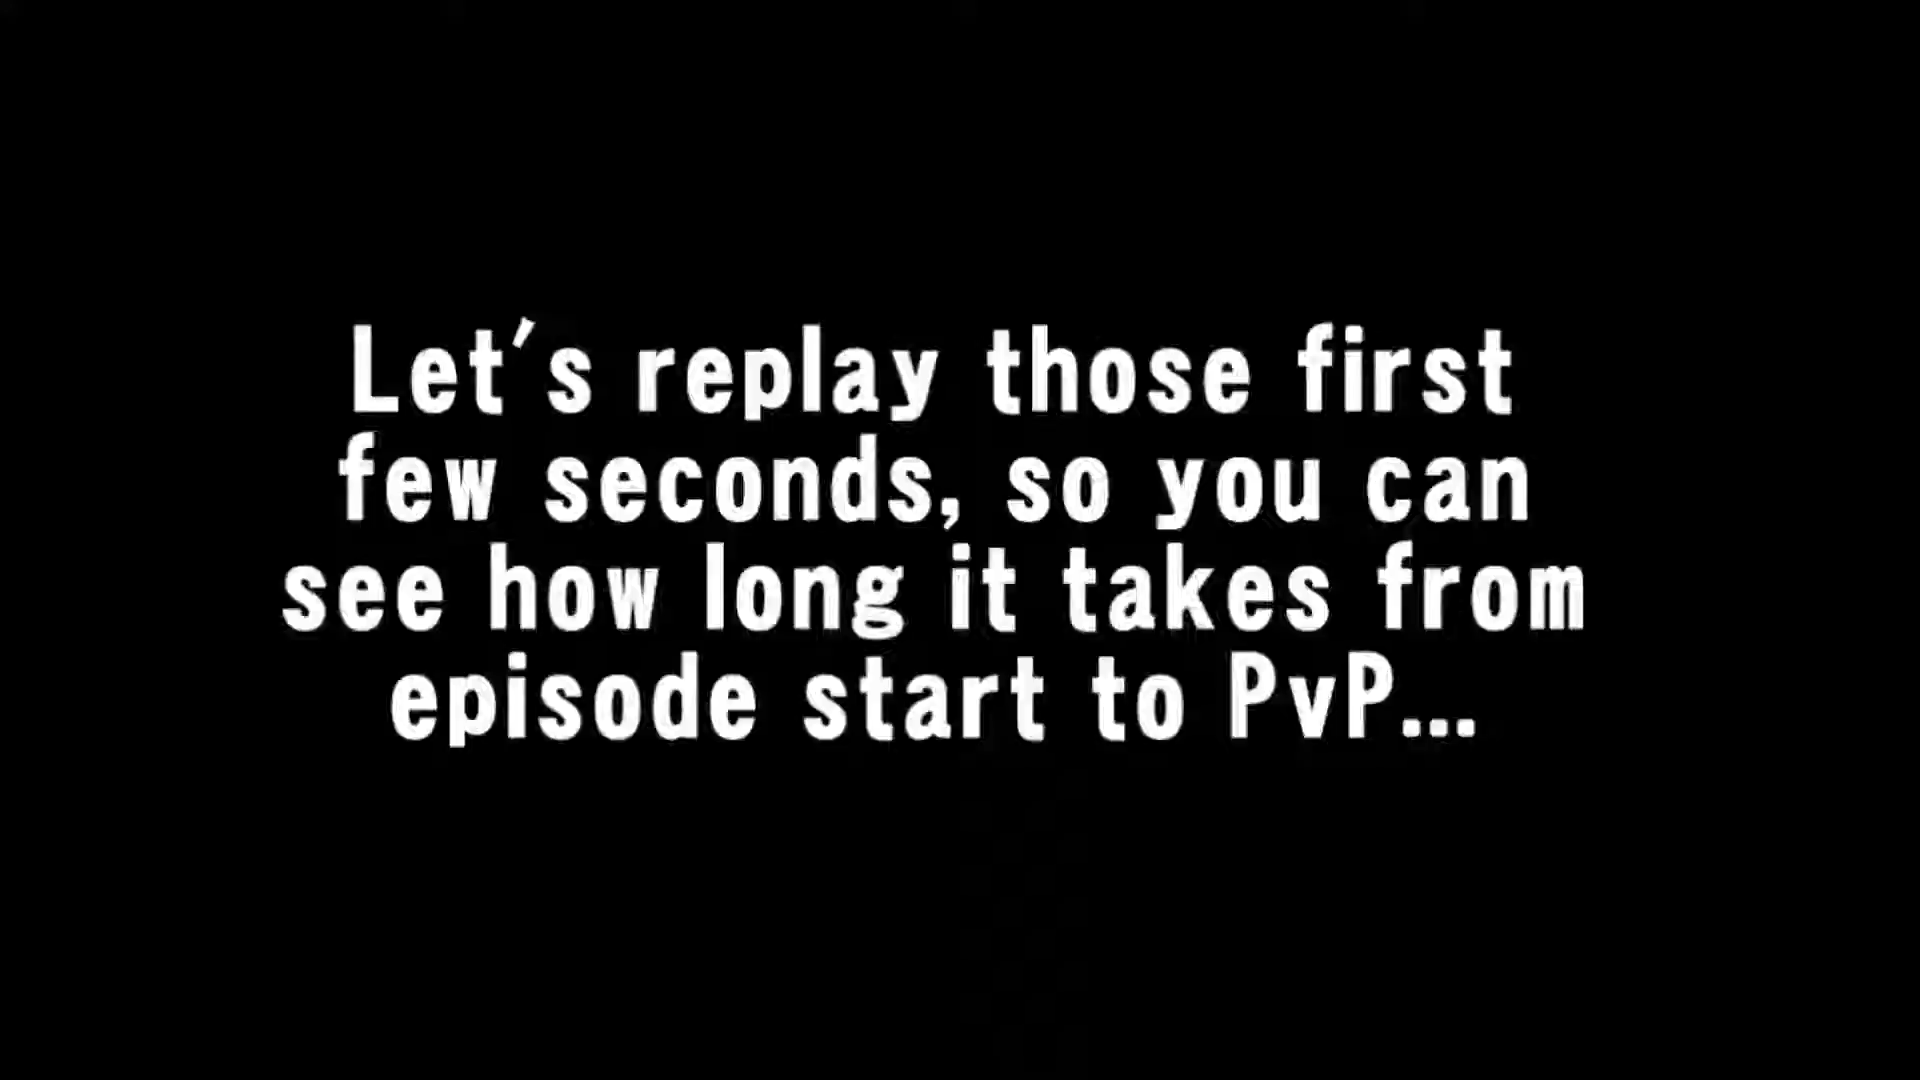 Let's replay those first
few seconds, so you can
see how long it takes from
episode start to PvP...